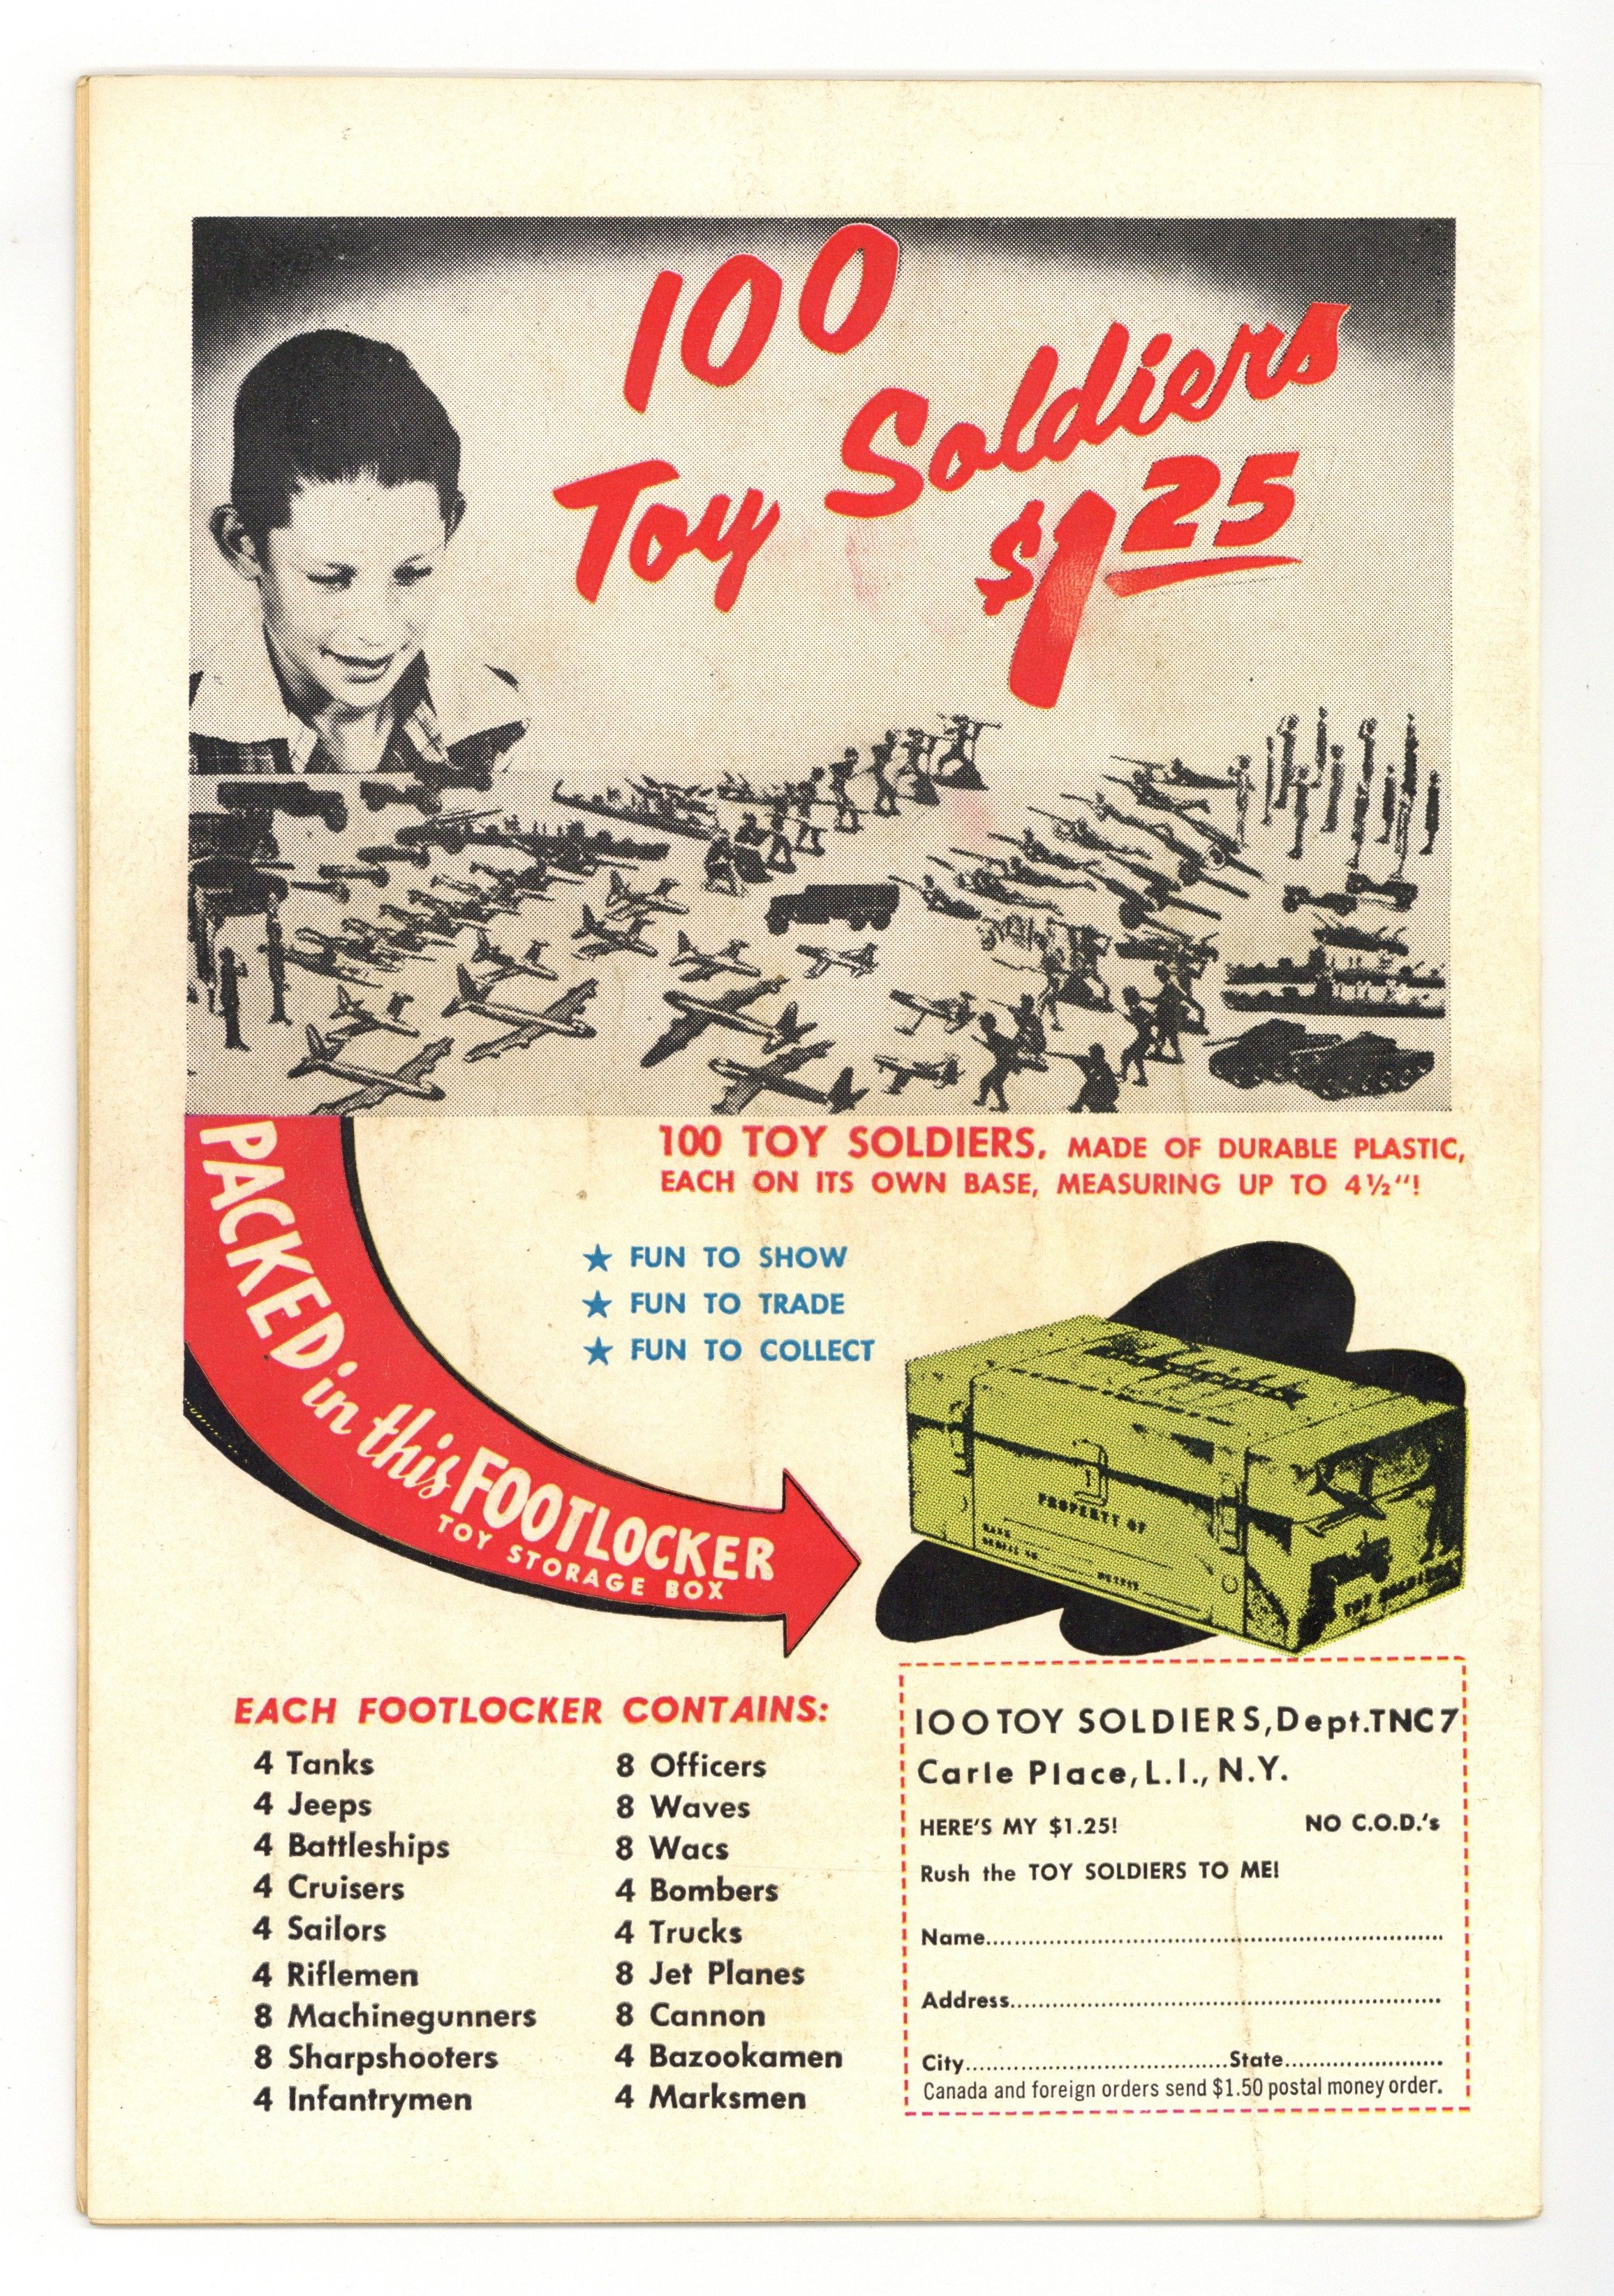 100
Toy Soldiers
$1.25
PACKED in this FOOTLOCKER
TOY STORAGE BOX
100 TOY SOLDIERS, MADE OF DURABLE PLASTIC,
EACH ON ITS OWN BASE, MEASURING UP TO 4½"!
★ FUN TO SHOW
★ FUN TO TRADE
★ FUN TO COLLECT
PROPERTY OF
TOY SOLDIERS
EACH FOOTLOCKER CONTAINS:
4 Tanks
4 Jeeps
4 Battleships
4 Cruisers
4 Sailors
4 Riflemen
8 Machinegunners
8 Sharpshooters
4 Infantrymen
8 Officers
8 Waves
8 Wacs
4 Bombers
4 Trucks
8 Jet Planes
8 Cannon
4 Bazookamen
4 Marksmen
100 TOY SOLDIERS, Dept. TNC 7
Carle Place, L.I., N.Y.
HERE'S MY $1.25! NO C.O.D.'s
Rush the TOY SOLDIERS TO ME!
Name
Address
City State
Canada and foreign orders send $1.50 postal money order.